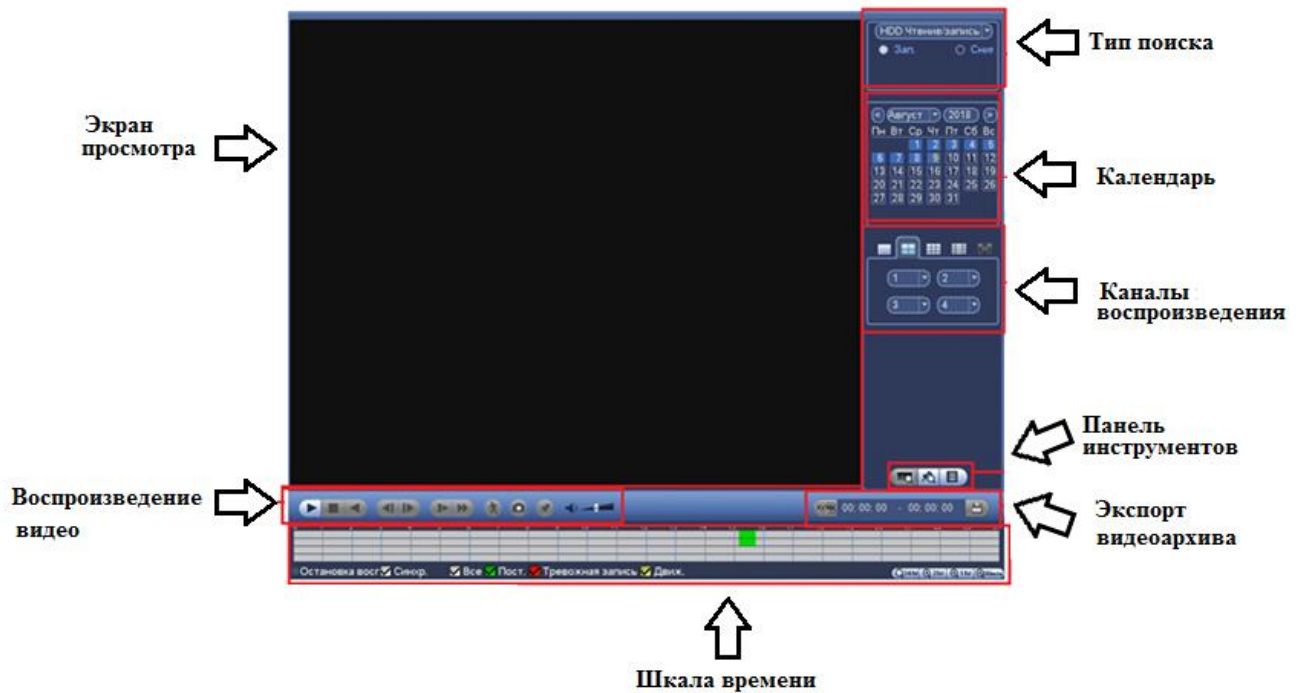 HDD Чтение/запись
Зап.
Тип поиска
Экран
просмотра
Август 2018
Пн Вт Ср Чт Пт Сб Вс
1 2 3 4 5
6 7 8 9 10 11 12
13 14 15 16 17 18 19
20 21 22 23 24 25 26
27 28 29 30 31
Календарь
1 2
3 4
Каналы
воспроизведения
Панель
инструментов
Воспроизведение
видео
00: 00: 00 - 00: 00: 00
Экспорт
видеоархива
Остановка восг Синхр. Все Пост. Тревожная запись Движ.
Шкала времени